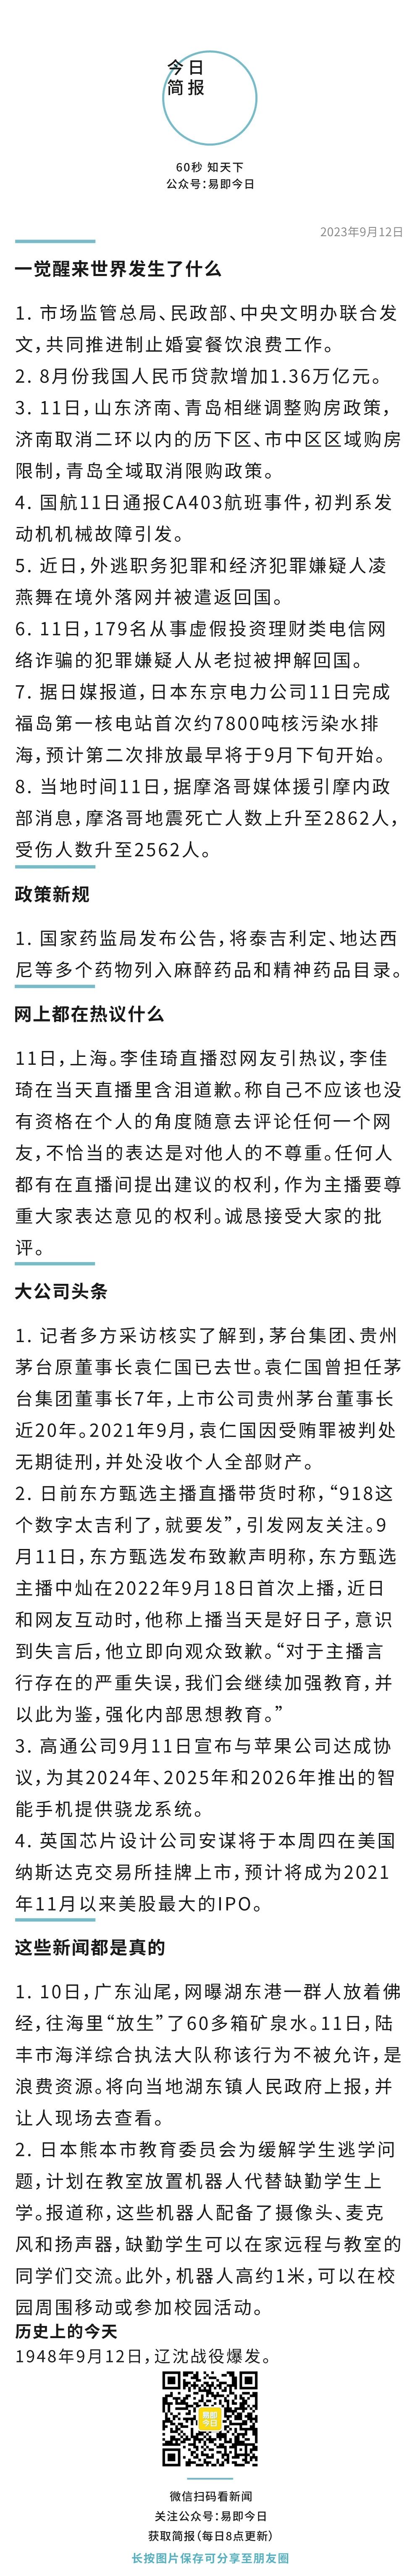 今日
简报
60秒 知天下
公众号：易即今日
2023年9月12日
一觉醒来世界发生了什么
1. 市场监管总局、民政部、中央文明办联合发
文，共同推进制止婚宴餐饮浪费工作。
2. 8月份我国人民币贷款增加1.36万亿元。
3. 11日，山东济南、青岛相继调整购房政策，
济南取消二环以内的历下区、市中区区域购房
限制，青岛全域取消限购政策。
4. 国航11日通报CA403航班事件，初判系发
动机机械故障引发。
5. 近日，外逃职务犯罪和经济犯罪嫌疑人凌
燕舞在境外落网并被遣返回国。
6. 11日，179名从事虚假投资理财类电信网
络诈骗的犯罪嫌疑人从老挝被押解回国。
7. 据日媒报道，日本东京电力公司11日完成
福岛第一核电站首次约7800吨核污染水排
海，预计第二次排放最早将于9月下旬开始。
8. 当地时间11日，据摩洛哥媒体援引摩内政
部消息，摩洛哥地震死亡人数上升至2862人，
受伤人数升至2562人。
政策新规
1. 国家药监局发布公告，将泰吉利定、地达西
尼等多个药物列入麻醉药品和精神药品目录。
网上都在热议什么
11日，上海。李佳琦直播怼网友引热议，李佳
琦在当天直播里含泪道歉。称自己不应该也没
有资格在个人的角度随意去评论任何一个网
友，不恰当的表达是对他人的不尊重。任何人
都有在直播间提出建议的权利，作为主播要尊
重大家表达意见的权利。诚恳接受大家的批
评。
大公司头条
1. 记者多方采访核实了解到，茅台集团、贵州
茅台原董事长袁仁国已去世。袁仁国曾担任茅
台集团董事长7年，上市公司贵州茅台董事长
近20年。2021年9月，袁仁国因受贿罪被判处
无期徒刑，并处没收个人全部财产。
2. 日前东方甄选主播直播带货时称，“918这
个数字太吉利了，就要发”，引发网友关注。9
月11日，东方甄选发布致歉声明称，东方甄选
主播中灿在2022年9月18日首次上播，近日
和网友互动时，他称上播当天是好日子，意识
到失言后，他立即向观众致歉。“对于主播言
行存在的严重失误，我们会继续加强教育，并
以此为鉴，强化内部思想教育。”
3. 高通公司9月11日宣布与苹果公司达成协
议，为其2024年、2025年和2026年推出的智
能手机提供骁龙系统。
4. 英国芯片设计公司安谋将于本周四在美国
纳斯达克交易所挂牌上市，预计将成为2021
年11月以来美股最大的IPO。
这些新闻都是真的
1. 10日，广东汕尾，网曝湖东港一群人放着佛
经，往海里“放生”了60多箱矿泉水。11日，陆
丰市海洋综合执法大队称该行为不被允许，是
浪费资源。将向当地湖东镇人民政府上报，并
让人现场去查看。
2. 日本熊本市教育委员会为缓解学生逃学问
题，计划在教室放置机器人代替缺勤学生上
学。报道称，这些机器人配备了摄像头、麦克
风和扬声器，缺勤学生可以在家远程与教室的
同学们交流。此外，机器人高约1米，可以在校
园周围移动或参加校园活动。
历史上的今天
1948年9月12日，辽沈战役爆发。
易即
今日
微信扫码看新闻
关注公众号：易即今日
获取简报（每日8点更新）
长按图片保存可分享至朋友圈